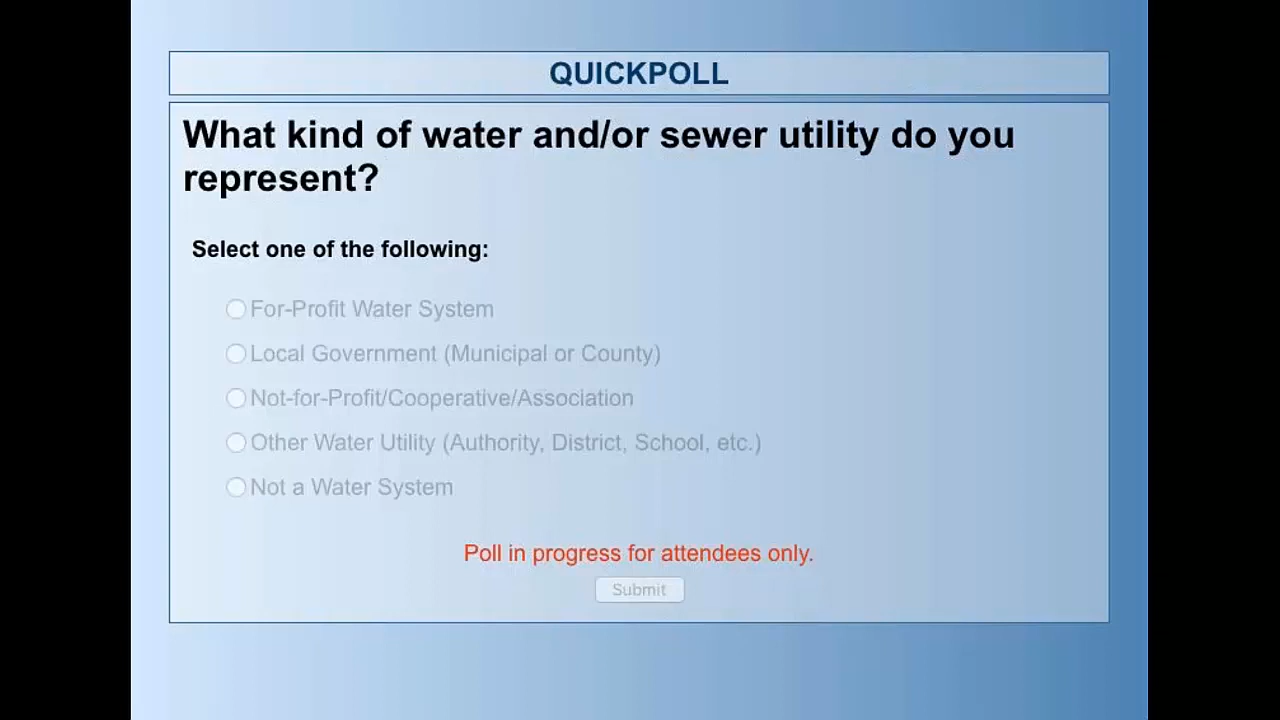 QUICKPOLL
What kind of water and/or sewer utility do you
represent?
Select one of the following:
For-Profit Water System
Local Government (Municipal or County)
Not-for-Profit/Cooperative/Association
Other Water Utility (Authority, District, School, etc.)
Not a Water System
Poll in progress for attendees only.
Submit